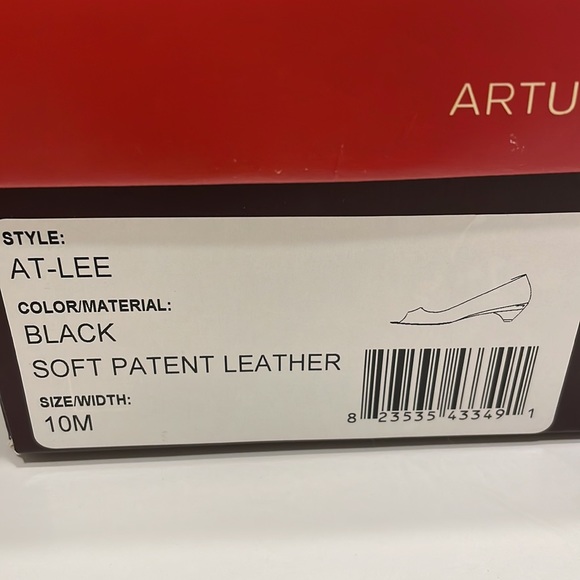 ARTU
STYLE:
AT-LEE
COLOR/MATERIAL:
BLACK
SOFT PATENT LEATHER
SIZE/WIDTH:
10M
8 23535 43349 1